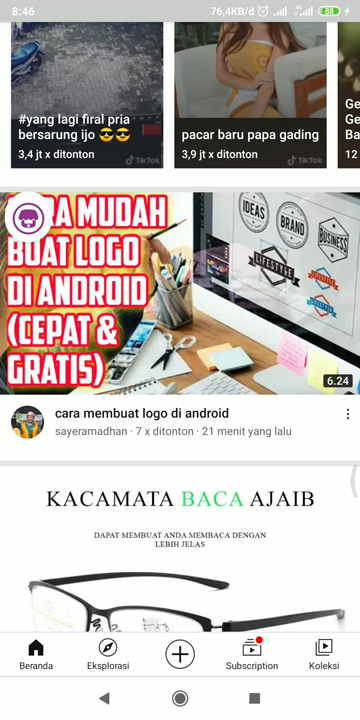 8:46
76,4KB/d
88
#yang lagi firal pria
bersarung ijo 😎😎
3,4 jt x ditonton
TikTok
pacar baru papa gading
3,9 jt x ditonton
TikTok
Ge
Ge
Ba
12
CARA MUDAH
BUAT LOGO
DI ANDROID
(CEPAT &
GRATIS)
IDEAS
BRAND
BUSINESS
LIFESTYLE
LIFESTYLE
6.24
cara membuat logo di android
sayeramadhan · 7 x ditonton · 21 menit yang lalu
KACAMATA BACA AJAIB
DAPAT MEMBUAT ANDA MEMBACA DENGAN
LEBIH JELAS
Beranda
Eksplorasi
Subscription
Koleksi